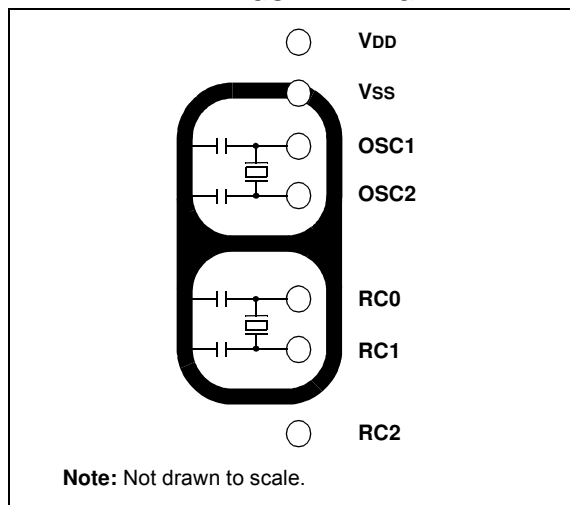 VDD
VSS
OSC1
OSC2
RC0
RC1
RC2
Note: Not drawn to scale.